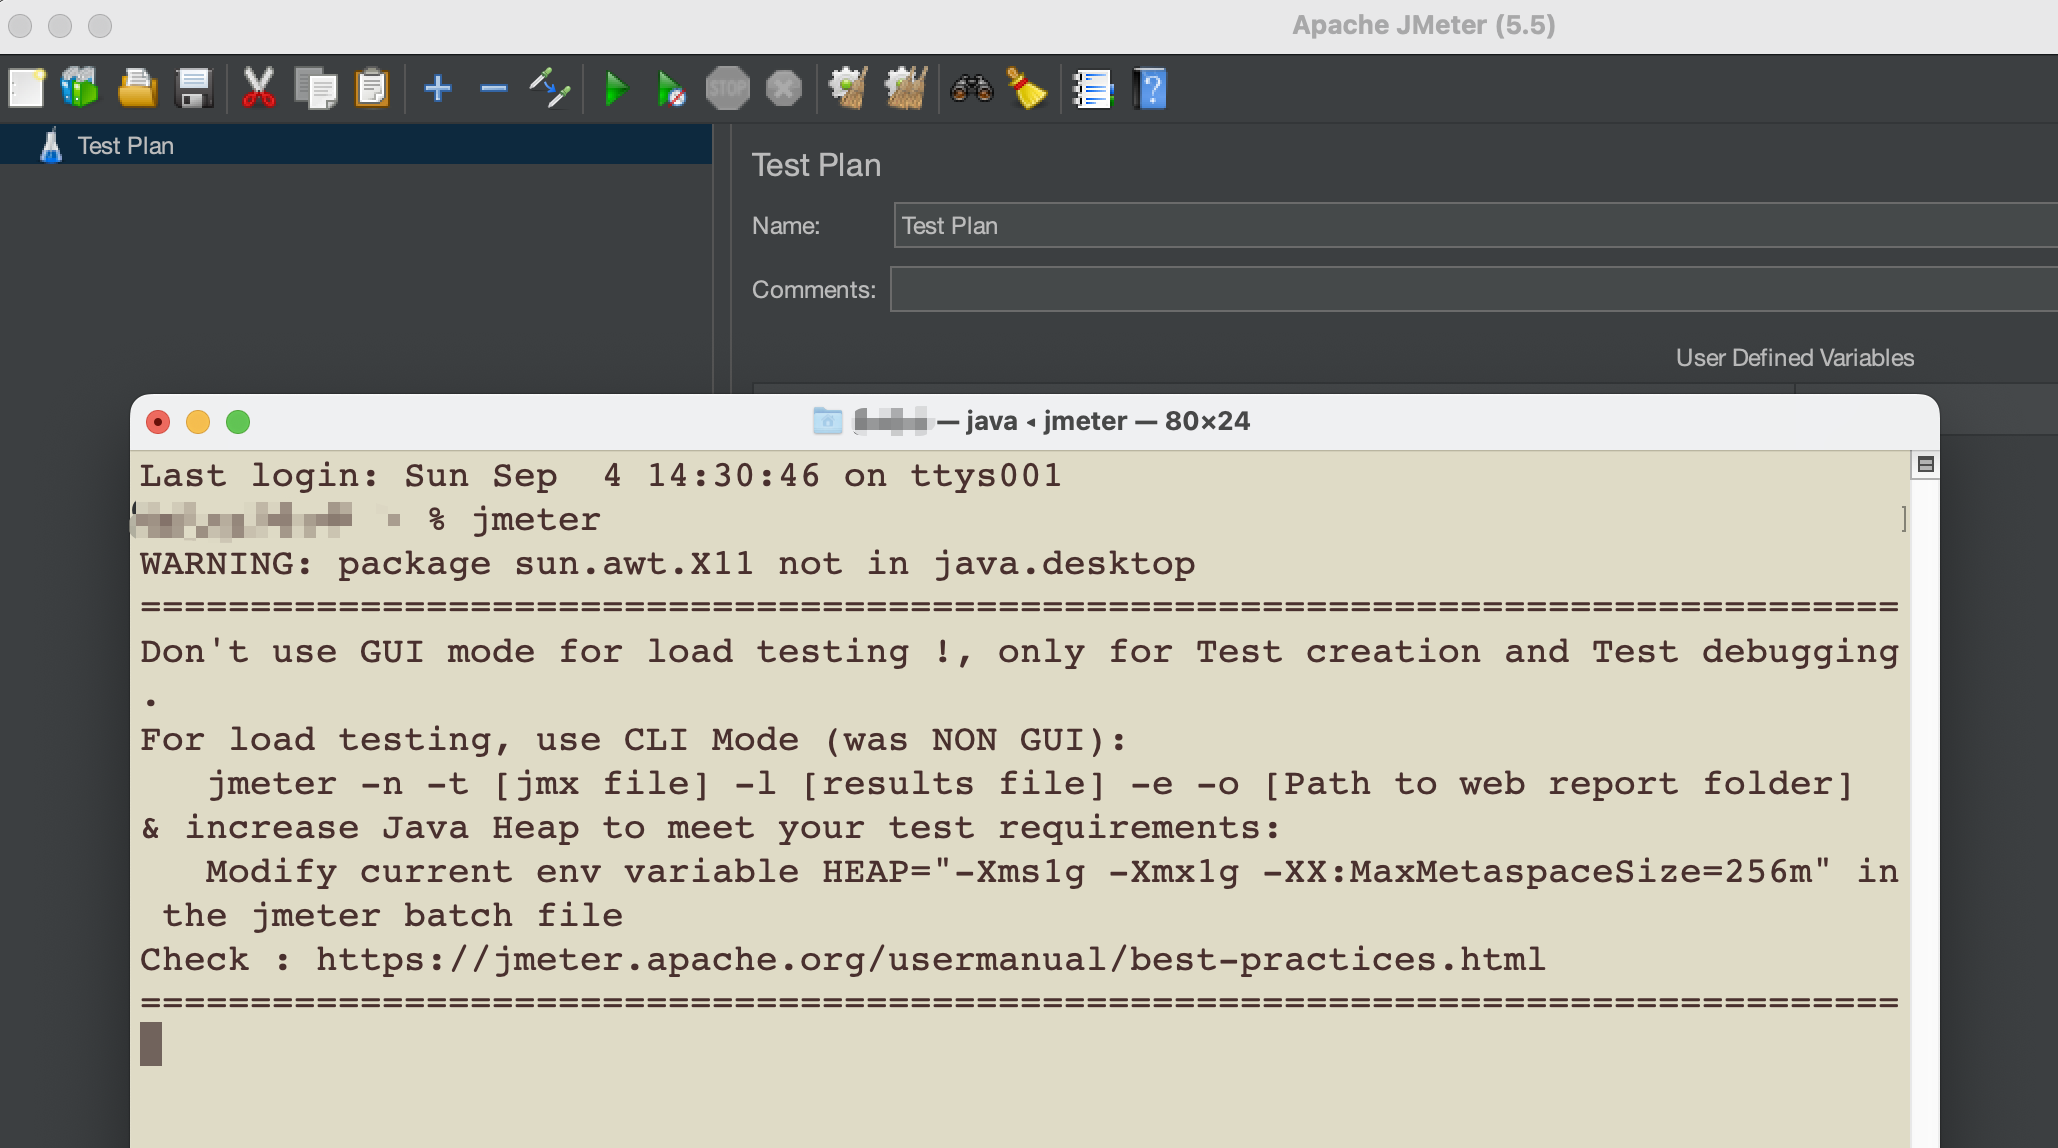 Apache JMeter (5.5)
STOP
?
Test Plan
Test Plan
Name: Test Plan
Comments:
User Defined Variables
— java ◂ jmeter — 80×24
Last login: Sun Sep  4 14:30:46 on ttys001
% jmeter ]
WARNING: package sun.awt.X11 not in java.desktop
================================================================================
Don't use GUI mode for load testing !, only for Test creation and Test debugging
.
For load testing, use CLI Mode (was NON GUI):
   jmeter -n -t [jmx file] -l [results file] -e -o [Path to web report folder]
& increase Java Heap to meet your test requirements:
   Modify current env variable HEAP="-Xms1g -Xmx1g -XX:MaxMetaspaceSize=256m" in
 the jmeter batch file
Check : https://jmeter.apache.org/usermanual/best-practices.html
================================================================================